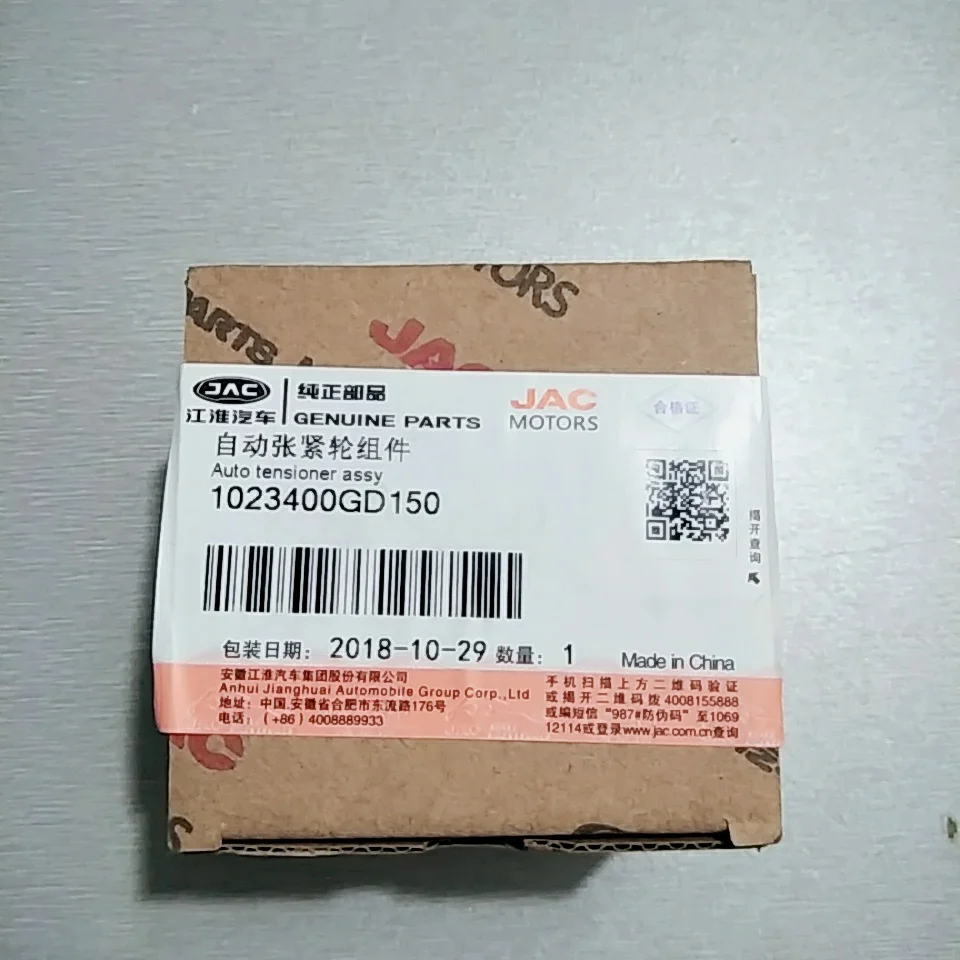 TORS
PARTS
JAC
JAC
江淮汽车
纯正部品
GENUINE PARTS
JAC
MOTORS
合格证
自动张紧轮组件
Auto tensioner assy
1023400GD150
揭开查询
包装日期: 2018-10-29 数量: 1
Made in China
安徽江淮汽车集团股份有限公司
Anhui Jianghuai Automobile Group Corp.,Ltd
地址: 中国.安徽省合肥市东流路176号
电话: (+86) 4008889933
手机扫描上方二维码验证
或揭开二维码拨4008155888
或编短信"987#防伪码"至1069
12114或登录www.jac.com.cn查询